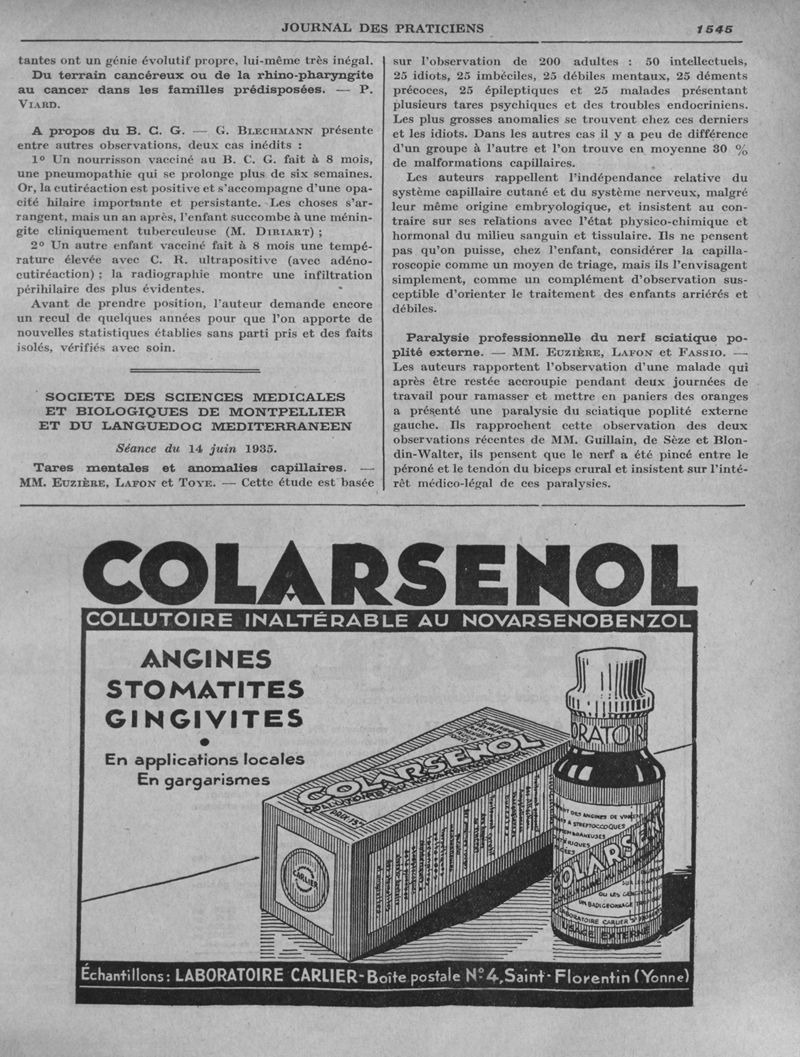 JOURNAL DES PRATICIENS 1545
tantes ont un génie évolutif propre, lui-même très inégal.
Du terrain cancéreux ou de la rhino-pharyngite
au cancer dans les familles prédisposées. — P.
VIARD.
A propos du B. C. G. — G. BLECHMANN présente
entre autres observations, deux cas inédits :
1° Un nourrisson vacciné au B. C. G. fait à 8 mois,
une pneumopathie qui se prolonge plus de six semaines.
Or, la cutiréaction est positive et s'accompagne d'une opa-
cité hilaire importante et persistante. Les choses s'ar-
rangent, mais un an après, l'enfant succombe à une ménin-
gite cliniquement tuberculeuse (M. DIRIART) ;
2° Un autre enfant vacciné fait à 8 mois une tempé-
rature élevée avec C. R. ultrapositive (avec adéno-
cutiréaction) ; la radiographie montre une infiltration
périhilaire des plus évidentes.
Avant de prendre position, l'auteur demande encore
un recul de quelques années pour que l'on apporte de
nouvelles statistiques établies sans parti pris et des faits
isolés, vérifiés avec soin.
SOCIETE DES SCIENCES MEDICALES
ET BIOLOGIQUES DE MONTPELLIER
ET DU LANGUEDOC MEDITERRANEEN
Séance du 14 juin 1935.
Tares mentales et anomalies capillaires. —
MM. EUZIÈRE, LAFON et TOYE. — Cette étude est basée
sur l'observation de 200 adultes : 50 intellectuels,
25 idiots, 25 imbéciles, 25 débiles mentaux, 25 déments
précoces, 25 épileptiques et 25 malades présentant
plusieurs tares psychiques et des troubles endocriniens.
Les plus grosses anomalies se trouvent chez ces derniers
et les idiots. Dans les autres cas il y a peu de différence
d'un groupe à l'autre et l'on trouve en moyenne 30 %
de malformations capillaires.
Les auteurs rappellent l'indépendance relative du
système capillaire cutané et du système nerveux, malgré
leur même origine embryologique, et insistent au con-
traire sur ses relations avec l'état physico-chimique et
hormonal du milieu sanguin et tissulaire. Ils ne pensent
pas qu'on puisse, chez l'enfant, considérer la capilla-
roscopie comme un moyen de triage, mais ils l'envisagent
simplement, comme un complément d'observation sus-
ceptible d'orienter le traitement des enfants arriérés et
débiles.
Paralysie professionnelle du nerf sciatique po-
plité externe. — MM. EUZIÈRE, LAFON et FASSIO. —
Les auteurs rapportent l'observation d'une malade qui
après être restée accroupie pendant deux journées de
travail pour ramasser et mettre en paniers des oranges
a présenté une paralysie du sciatique poplité externe
gauche. Ils rapprochent cette observation des deux
observations récentes de MM. Guillain, de Sèze et Blon-
din-Walter, ils pensent que le nerf a été pincé entre le
péroné et le tendon du biceps crural et insistent sur l'inté-
rêt médico-légal de ces paralysies.
COLARSENOL
COLLUTOIRE INALTÉRABLE AU NOVARSENOBENZOL
ANGINES
STOMATITES
GINGIVITES
En applications locales
En gargarismes
COLARSENOL
COLLUTOIRE AU NOVARSENOBENZOL
CARLIER
ORATOIR
DES ANGINES DE VINC
A STREPTOCOQUES
COLARSEN
OU LES
UN BADIGEONNAGE
LABORATOIRE CARLIER
USAGE EXTERNE
Échantillons: LABORATOIRE CARLIER-Boîte postale N° 4, Saint-Florentin (Yonne)